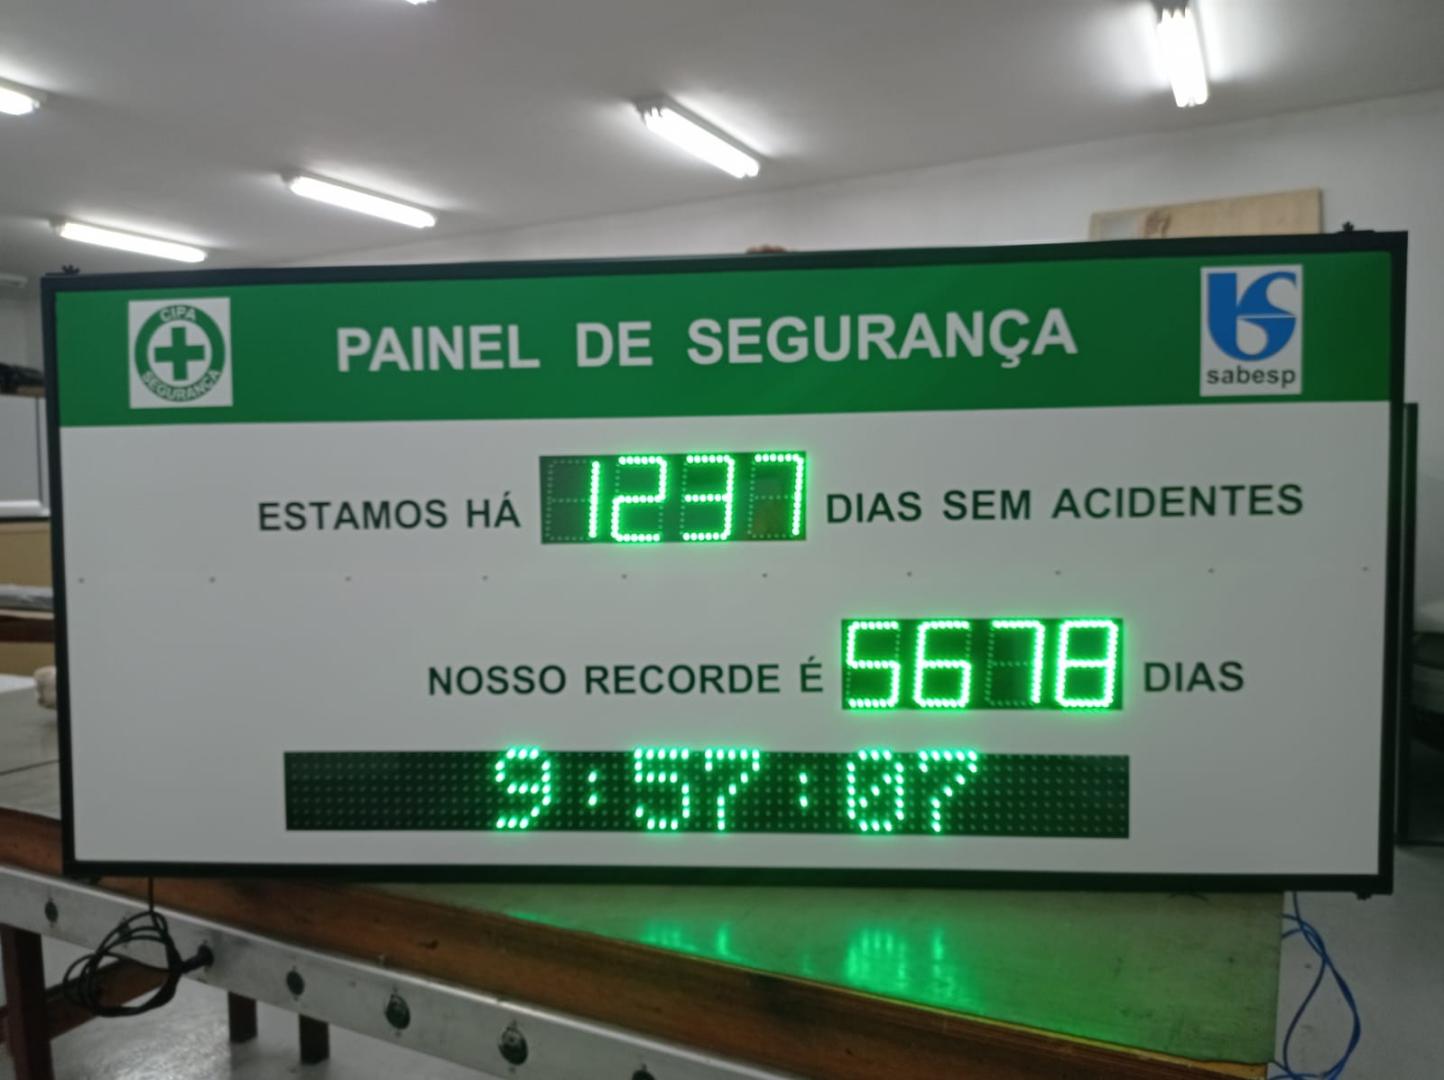 CIPA
SEGURANÇA
PAINEL DE SEGURANÇA
sabesp
ESTAMOS HÁ 1237 DIAS SEM ACIDENTES
NOSSO RECORDE É 5678 DIAS
9:57:07